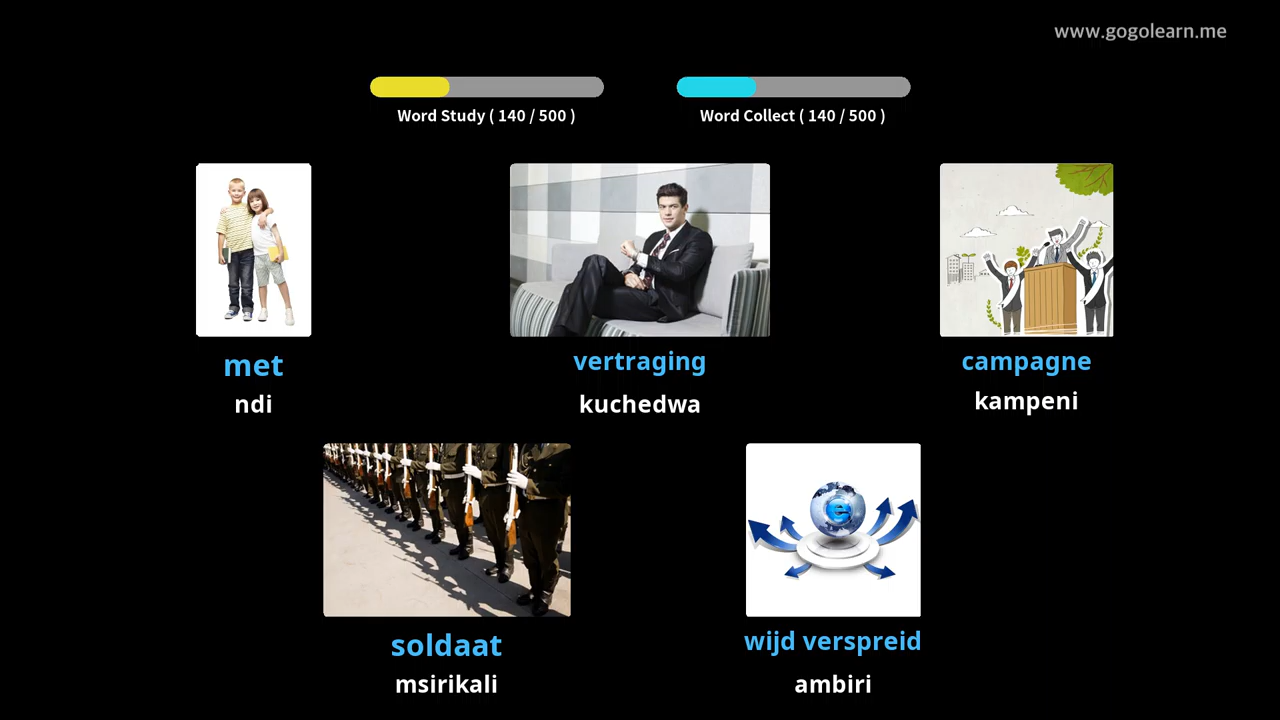 www.gogolearn.me
Word Study ( 140 / 500 )
Word Collect ( 140 / 500 )
met
ndi
vertraging
kuchedwa
campagne
kampeni
e
soldaat
msirikali
wijd verspreid
ambiri